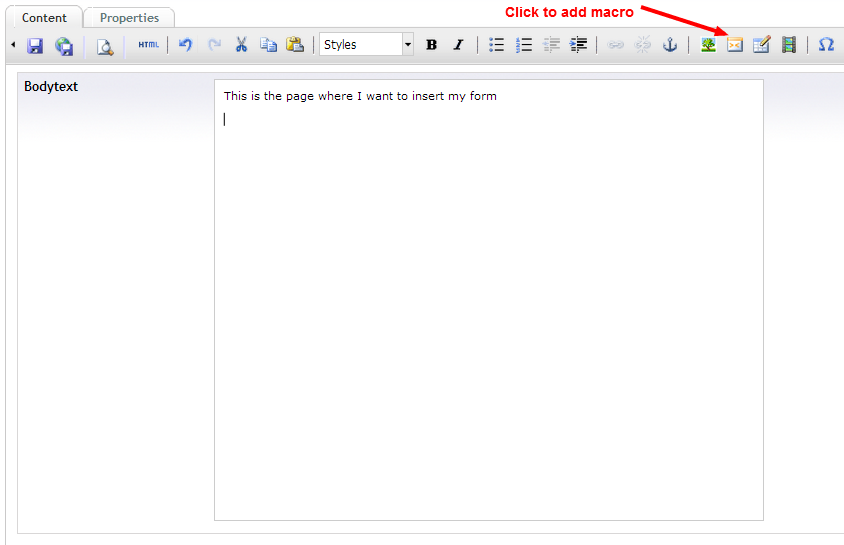 Click to add macro
Content Properties
HTML Styles B I Ω
Bodytext
This is the page where I want to insert my form